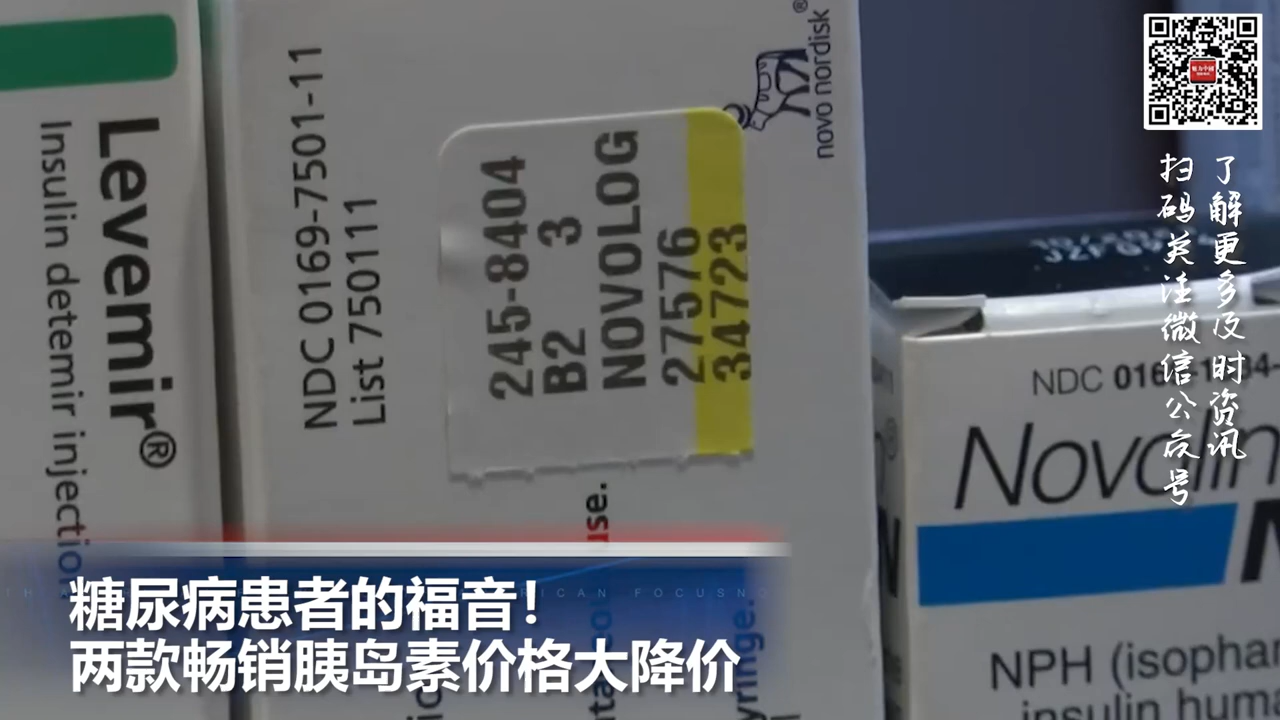 Levemir®
Insulin detemir injection
NDC 0169-7501-11
List 750111
245-8404
B2 3
NOVOLOG
27576
34723
novo nordisk®
use.
yringe.
NDC
Novolin
N
NPH (isophan
insulin huma
了解更多及时资讯
扫码关注微信公众号
糖尿病患者的福音！
两款畅销胰岛素价格大降价